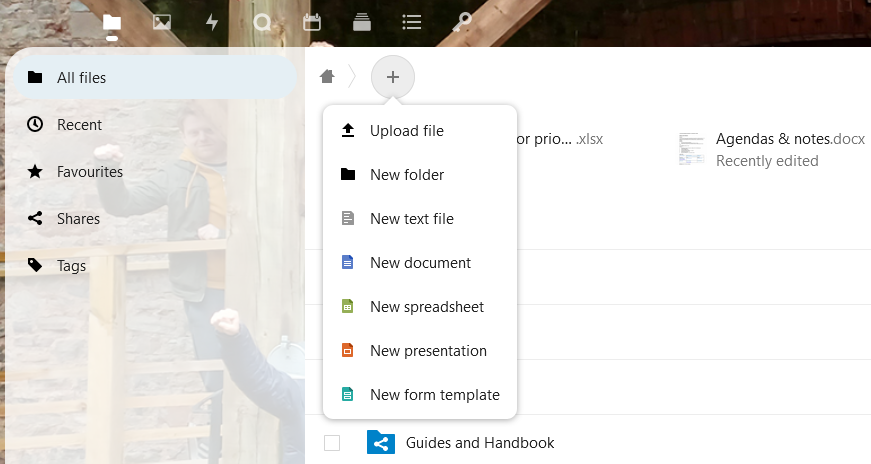 All files
Recent
Favourites
Shares
Tags
Upload file
New folder
New text file
New document
New spreadsheet
New presentation
New form template
or prio... .xlsx
Agendas & notes.docx
Recently edited
Guides and Handbook